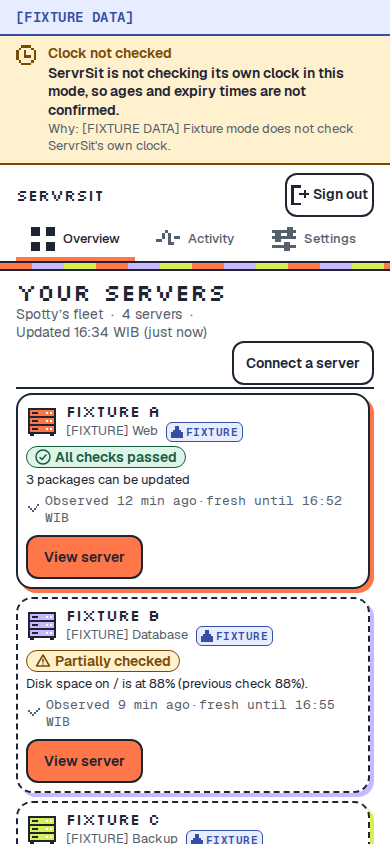 [FIXTURE DATA]
Clock not checked
ServrSit is not checking its own clock in this
mode, so ages and expiry times are not
confirmed.
Why: [FIXTURE DATA] Fixture mode does not check
ServrSit's own clock.
SERVRSIT
Sign out
Overview
Activity
Settings
YOUR SERVERS
Spotty's fleet · 4 servers ·
Updated 16:34 WIB (just now)
Connect a server
FIXTURE A
[FIXTURE] Web FIXTURE
All checks passed
3 packages can be updated
Observed 12 min ago·fresh until 16:52
WIB
View server
FIXTURE B
[FIXTURE] Database FIXTURE
Partially checked
Disk space on / is at 88% (previous check 88%).
Observed 9 min ago·fresh until 16:55
WIB
View server
FIXTURE C
[FIXTURE] Backup FIXTURE